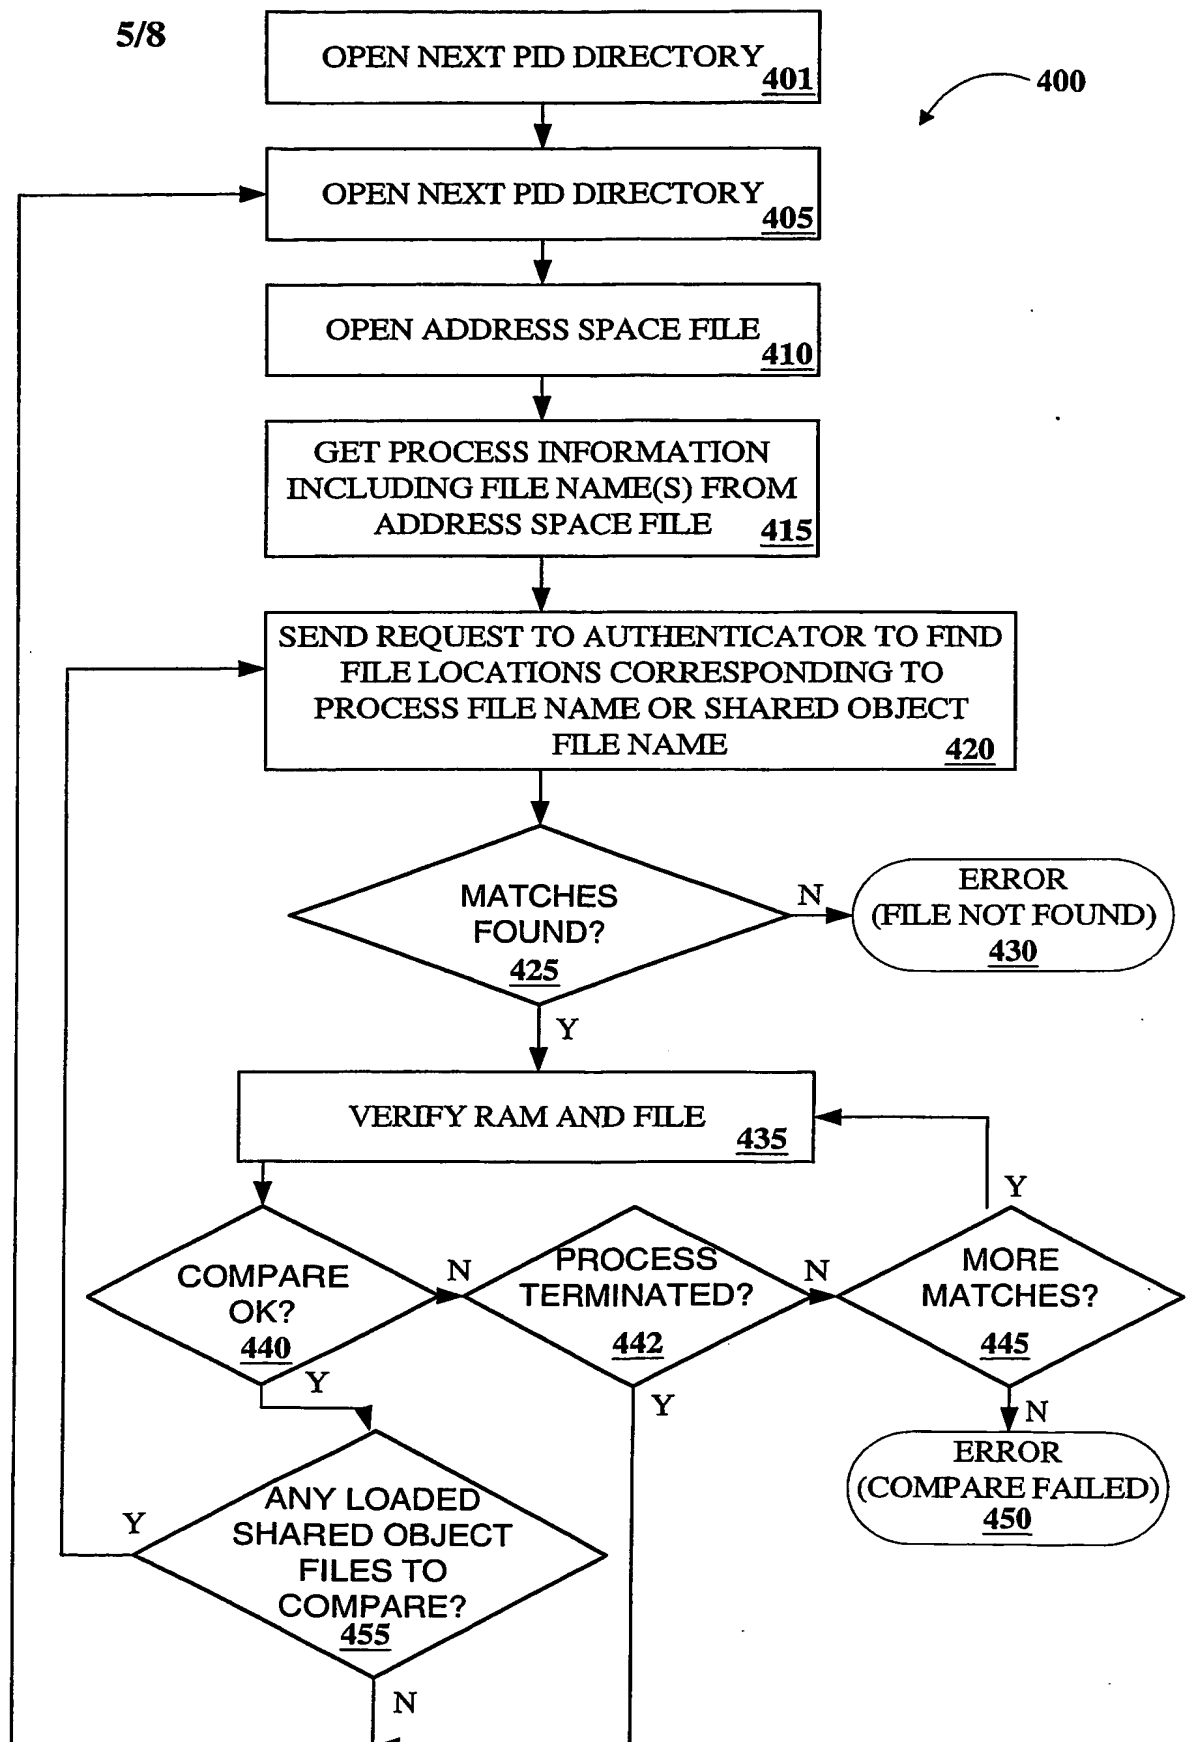 5/8
OPEN NEXT PID DIRECTORY
401
400
OPEN NEXT PID DIRECTORY
405
OPEN ADDRESS SPACE FILE
410
GET PROCESS INFORMATION
INCLUDING FILE NAME(S) FROM
ADDRESS SPACE FILE
415
SEND REQUEST TO AUTHENTICATOR TO FIND
FILE LOCATIONS CORRESPONDING TO
PROCESS FILE NAME OR SHARED OBJECT
FILE NAME
420
MATCHES
FOUND?
425
N
ERROR
(FILE NOT FOUND)
430
Y
VERIFY RAM AND FILE
435
COMPARE
OK?
440
N
Y
PROCESS
TERMINATED?
442
N
Y
MORE
MATCHES?
445
Y
N
ERROR
(COMPARE FAILED)
450
ANY LOADED
SHARED OBJECT
FILES TO
COMPARE?
455
Y
N